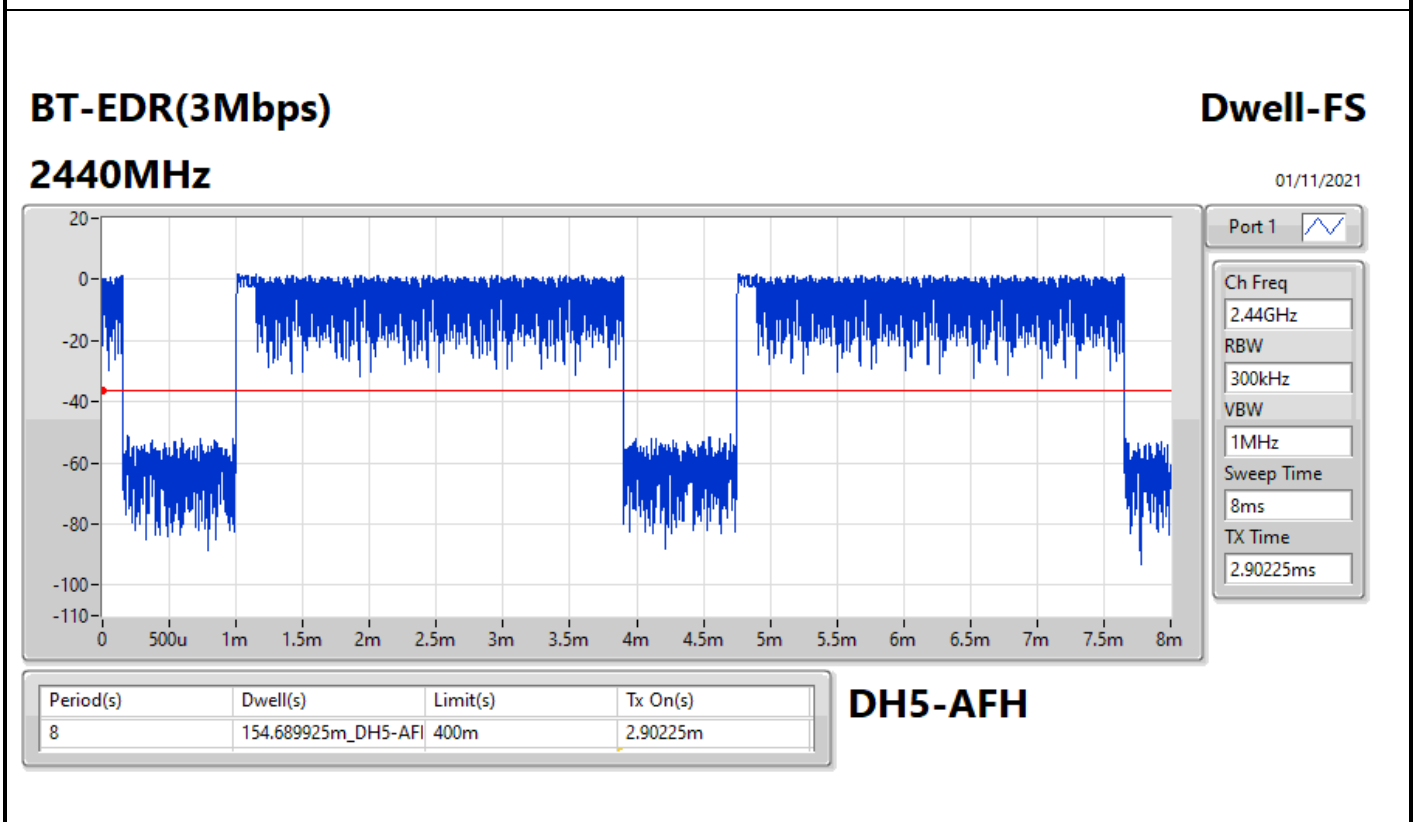 BT-EDR(3Mbps)
Dwell-FS
2440MHz
01/11/2021
20
0
-20
-40
-60
-80
-100
-110
0 500u 1m 1.5m 2m 2.5m 3m 3.5m 4m 4.5m 5m 5.5m 6m 6.5m 7m 7.5m 8m
Port 1
Ch Freq
2.44GHz
RBW
300kHz
VBW
1MHz
Sweep Time
8ms
TX Time
2.90225ms
Period(s) Dwell(s) Limit(s) Tx On(s)
8 154.689925m_DH5-AFH 400m 2.90225m
DH5-AFH